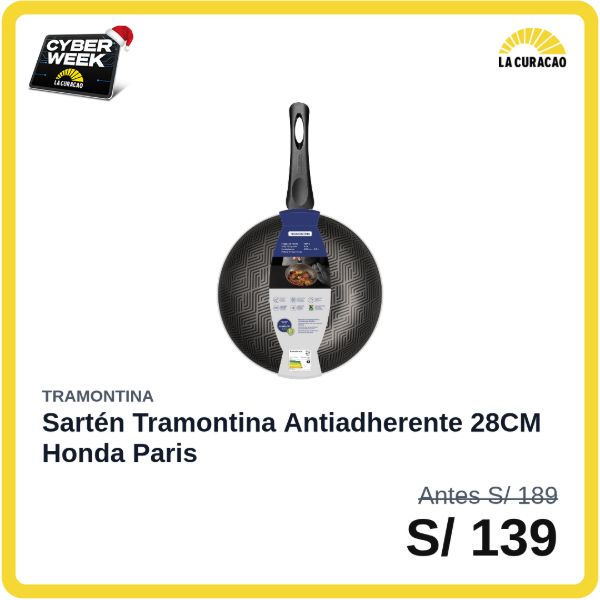 CYBER
WEEK
LA CURACAO
LA CURACAO
TRAMONTINA
Sartén Tramontina Antiadherente 28CM
Honda Paris
Antes S/ 189
S/ 139